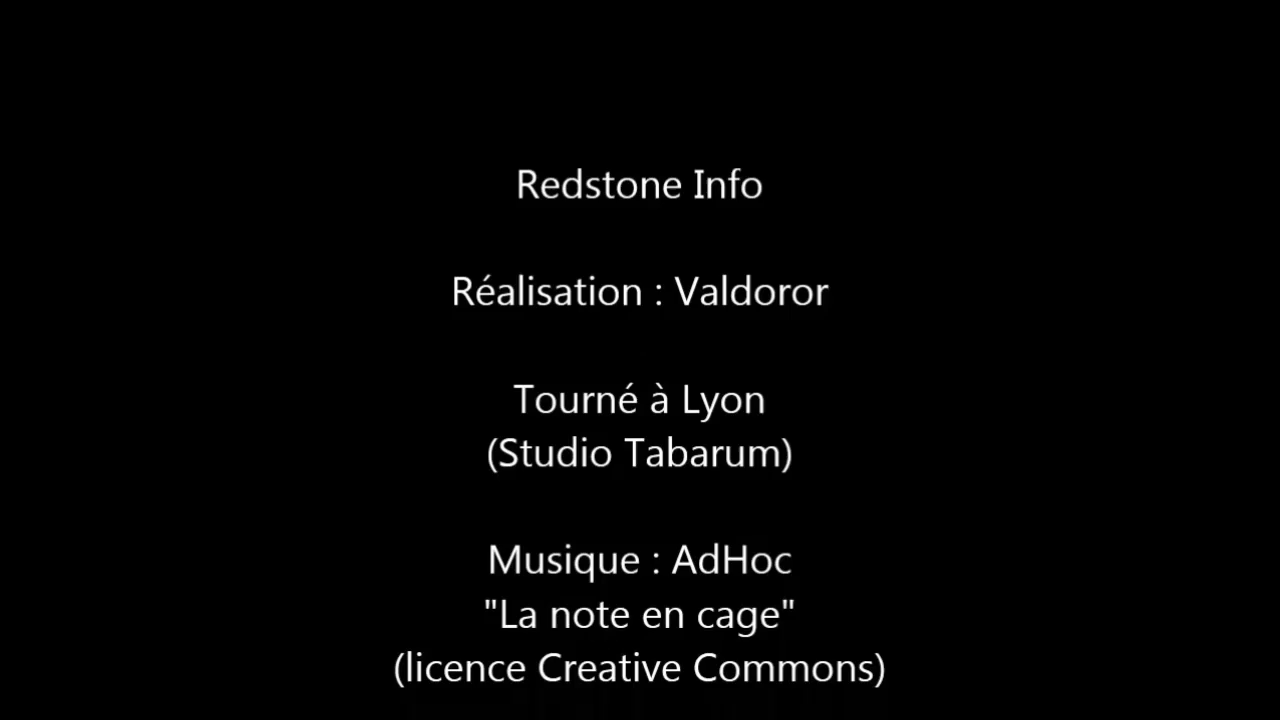 Redstone Info
Réalisation : Valdoror
Tourné à Lyon
(Studio Tabarum)
Musique : AdHoc
"La note en cage"
(licence Creative Commons)